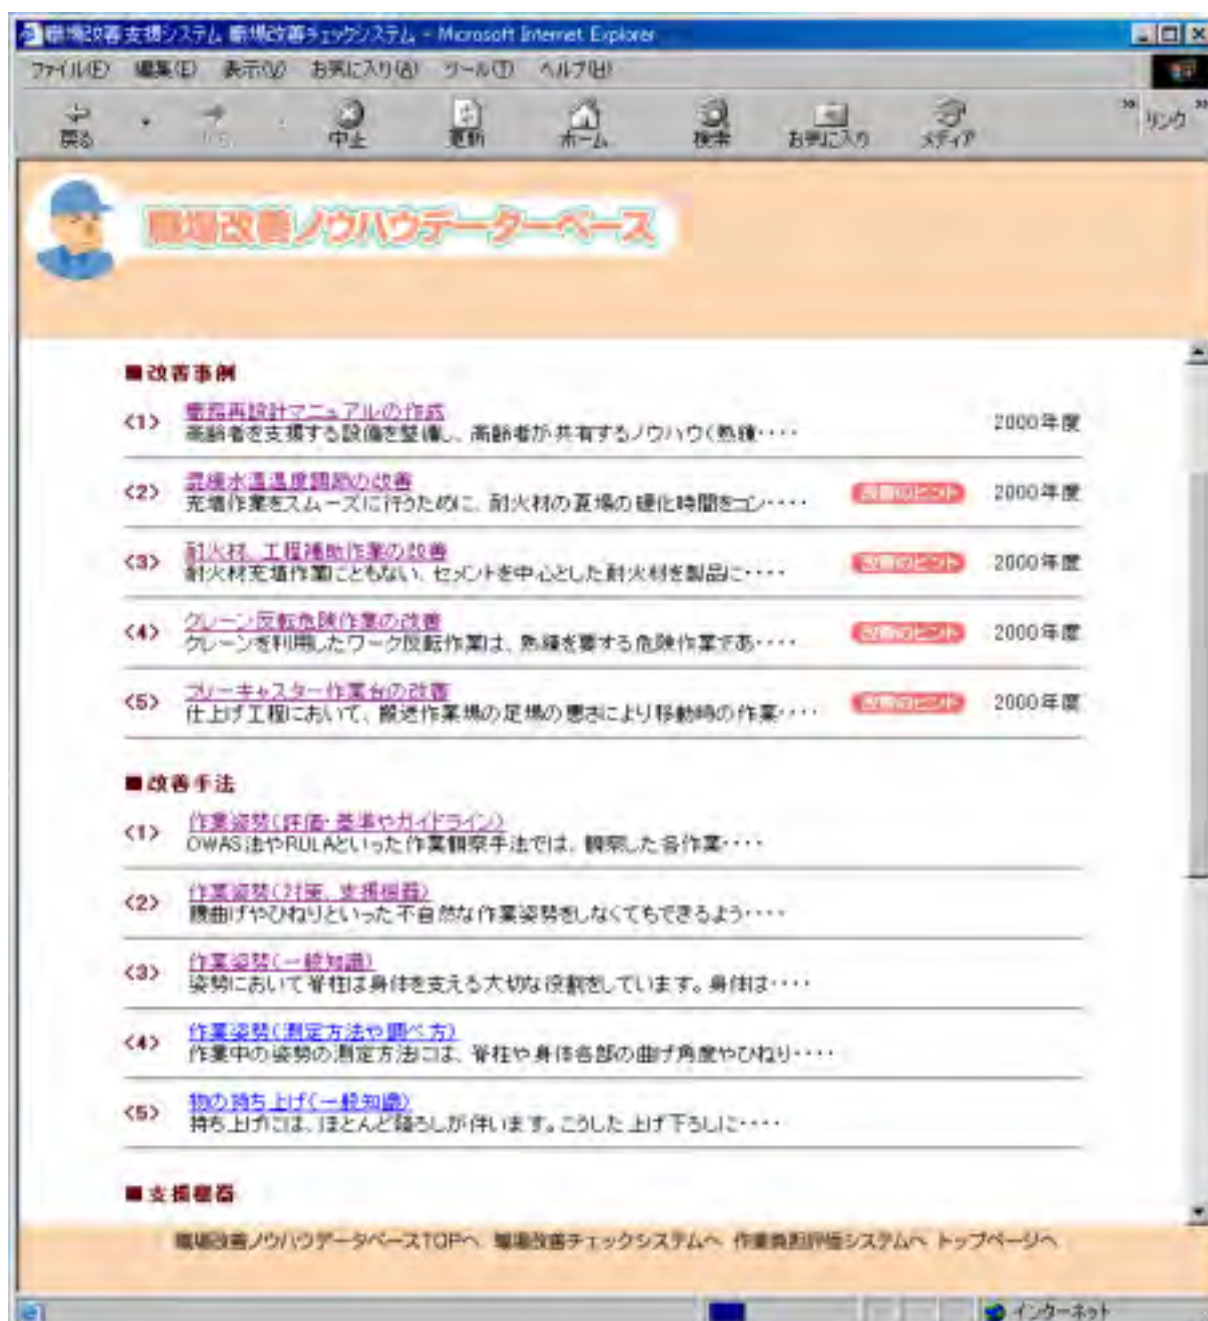 職場改善支援システム 職場改善チェックシステム - Microsoft Internet Explorer
ファイル(F) 編集(E) 表示(V) お気に入り(A) ツール(T) ヘルプ(H)
戻る 中止 更新 ホーム 検索 お気に入り メディア » リンク »
職場改善ノウハウデーターベース
■改善事例
<1> 職務再設計マニュアルの作成
高齢者を支援する設備を整備し、高齢者が共有するノウハウ(熟練・・・・ 2000年度
<2> 混練水温温度調節の改善
充填作業をスムーズに行うために、耐火材の夏場の硬化時間をコン・・・・ 改善のヒント 2000年度
<3> 耐火材、工程補助作業の改善
耐火材充填作業にともない、セメントを中心とした耐火材を製品に・・・・ 改善のヒント 2000年度
<4> クレーン反転危険作業の改善
クレーンを利用したワーク反転作業は、熟練を要する危険作業であ・・・・ 改善のヒント 2000年度
<5> フリーキャスター作業台の改善
仕上げ工程において、搬送作業場の足場の悪さにより移動時の作業・・・・ 改善のヒント 2000年度
■改善手法
<1> 作業姿勢(評価・基準やガイドライン)
OWAS法やRULAといった作業観察手法では、観察した各作業・・・・
<2> 作業姿勢(対策、支援機器)
腰曲げやひねりといった不自然な作業姿勢をしなくてもできるよう・・・・
<3> 作業姿勢(一般知識)
姿勢において脊柱は身体を支える大切な役割をしています。身体は・・・・
<4> 作業姿勢(測定方法や調べ方)
作業中の姿勢の測定方法には、脊柱や身体各部の曲げ角度やひねり・・・・
<5> 物の持ち上げ(一般知識)
持ち上げには、ほとんど降ろしが伴います。こうした上げ下ろしに・・・・
■支援機器
職場改善ノウハウデータベースTOPへ 職場改善チェックシステムへ 作業負担評価システムへ トップページへ
インターネット